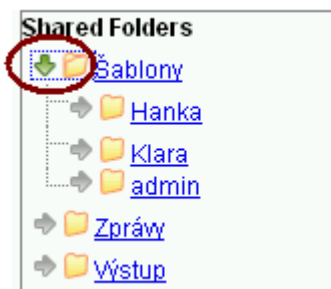 Shared Folders
Šablony
Hanka
Klara
admin
Zprávy
Výstup